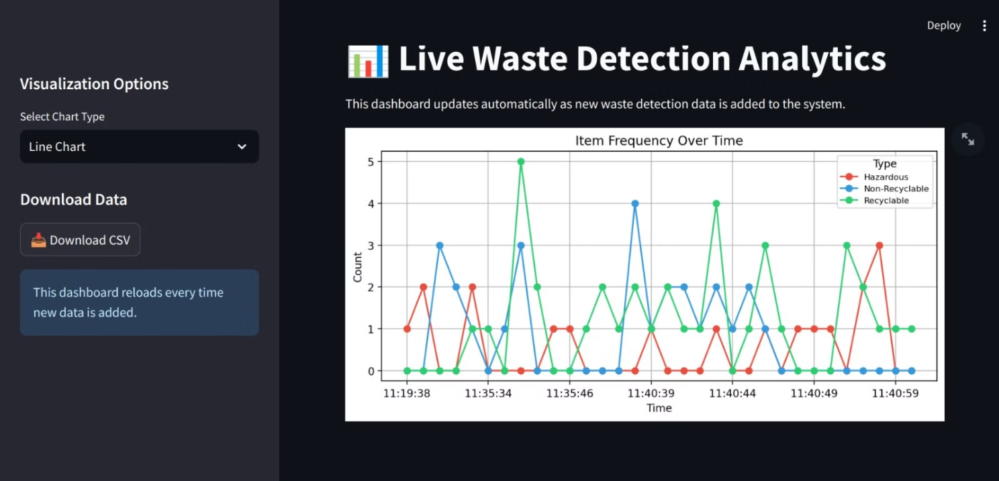 Deploy
Visualization Options
Select Chart Type
Line Chart
Download Data
📥 Download CSV
This dashboard reloads every time
new data is added.
📊 Live Waste Detection Analytics
This dashboard updates automatically as new waste detection data is added to the system.
Item Frequency Over Time
Type
Hazardous
Non-Recyclable
Recyclable
Count
5
4
3
2
1
0
11:19:38 11:35:34 11:35:46 11:40:39 11:40:44 11:40:49 11:40:59
Time